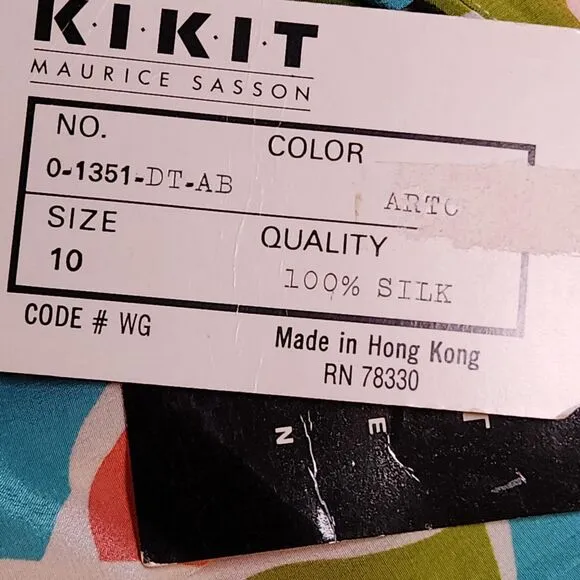 K·I·K·I·T
MAURICE SASSON
NO.
0-1351-DT-AB
COLOR
SIZE
10
QUALITY
100% SILK
CODE # WG
Made in Hong Kong
RN 78330
N E